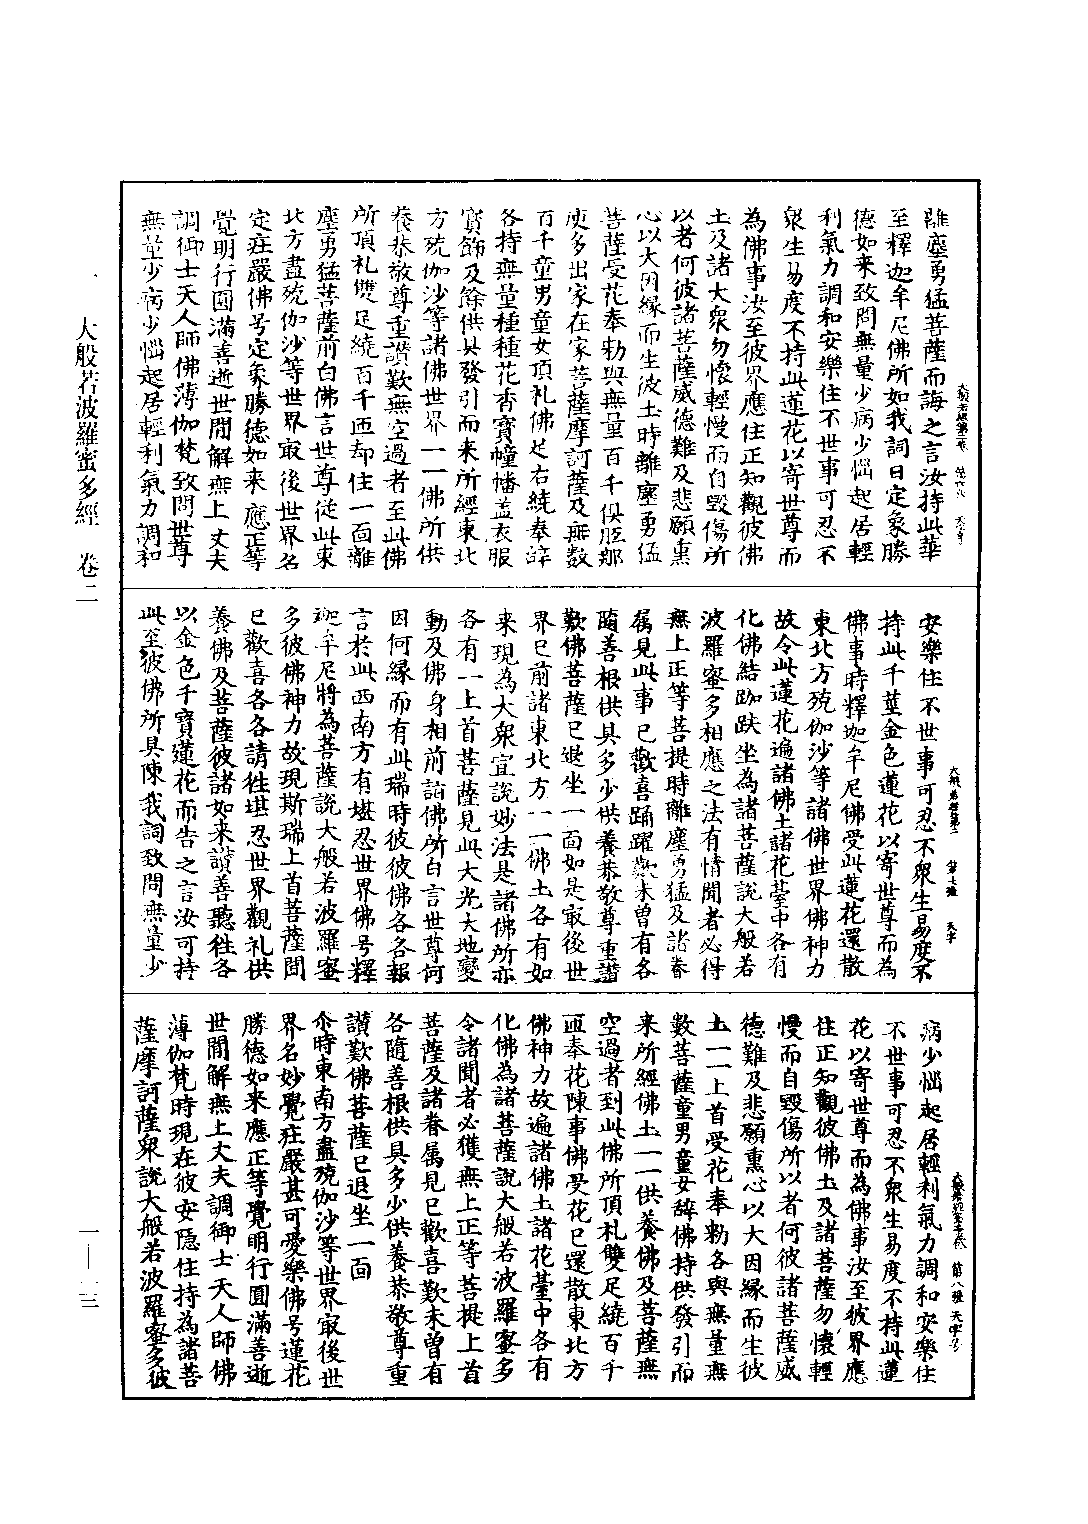 離塵勇猛菩薩而誨之言汝持此華
至釋迦牟尼佛所如我詞曰定象勝
德如来致問無量少病少惱起居輕
利氣力調和安樂住不世事可忍不
衆生易度不持此蓮花以寄世尊而
為佛事汝至彼界應住正知觀彼佛
土及諸大衆勿懷輕慢而自毀傷所
以者何彼諸菩薩威德難及悲願熏
心以大因緣而生彼土時離塵勇猛
菩薩受花奉勅與無量百千俱胝那
庾多出家在家菩薩摩訶薩及無數
百千童男童女頂礼佛足右繞奉辝
各持無量種種花香寳幢幡盖衣服
寳飾及餘供具發引而来所經東北
方殑伽沙等諸佛世界一一佛所供
養恭敬尊重讃歎無空過者至此佛
所頂礼雙足繞百千帀却住一面離
塵勇猛菩薩前白佛言世尊從此東
北方盡殑伽沙等世界㝡後世界名
定莊嚴佛号定象勝德如来應正等
覺明行圓滿善逝世間解無上丈夫
調御士天人師佛薄伽梵致問世尊
無量少病少惱起居輕利氣力調和
安樂住不世事可忍不衆生易度不
持此千莖金色蓮花以寄世尊而為
佛事時釋迦牟尼佛受此蓮花還散
東北方殑伽沙等諸佛世界佛神力
故令此蓮花遍諸佛土諸花臺中各有
化佛結跏趺坐為諸菩薩說大般若
波羅蜜多相應之法有情聞者必得
無上正等菩提時離塵勇猛及諸眷
属見此事已歡喜踊躍歎未曽有各
隨善根供具多少供養恭敬尊重讃
歎佛菩薩已退坐一面如是㝡後世
界已前諸東北方一一佛土各有如
来現為大衆宣說妙法是諸佛所亦
各有一上首菩薩見此大光大地變
動及佛身相前詣佛所白言世尊何
因何緣而有此瑞時彼彼佛各各報
言於此西南方有堪忍世界佛号釋
迦牟尼將為菩薩說大般若波羅蜜
多彼佛神力故現斯瑞上首菩薩聞
已歡喜各各請往堪忍世界觀礼供
養佛及菩薩彼諸如来讃善聽往各
以金色千寳蓮花而告之言汝可持
此至彼佛所具陳我詞致問無量少
病少惱起居輕利氣力調和安樂住
不世事可忍不衆生易度不持此蓮
花以寄世尊而為佛事汝至彼界應
住正知觀彼佛土及諸菩薩勿懷輕
慢而自毀傷所以者何彼諸菩薩威
德難及悲願熏心以大因緣而生彼
土一一上首受花奉勅各與無量無
數菩薩童男童女辝佛持供發引而
来所經佛土一一供養佛及菩薩無
空過者到此佛所頂礼雙足繞百千
帀奉花陳事佛受花已還散東北方
佛神力故遍諸佛土諸花臺中各有
化佛為諸菩薩說大般若波羅蜜多
令諸聞者必獲無上正等菩提上首
菩薩及諸眷属見已歡喜歎未曽有
各隨善根供具多少供養恭敬尊重
讃歎佛菩薩已退坐一面
尒時東南方盡殑伽沙等世界㝡後世
界名妙覺莊嚴甚可愛樂佛号蓮花
勝德如来應正等覺明行圓滿善逝
世間解無上丈夫調御士天人師佛
薄伽梵時現在彼安隱住持為諸菩
薩摩訶薩衆說大般若波羅蜜多彼
大般若經第二卷 第六張 天字号
大般若經第二 第七張 天字
大般若經第二卷 第八張 天字号
大般若波羅蜜多經 卷二
一—二三